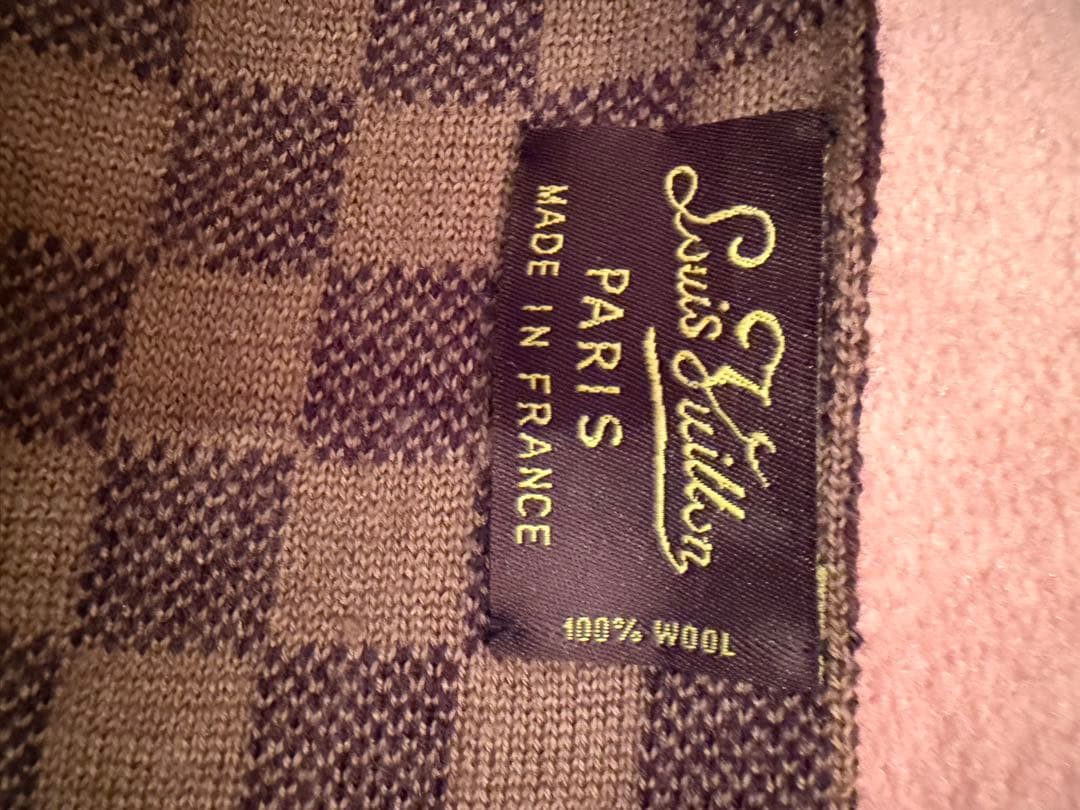 Louis Vuitton
PARIS
MADE IN FRANCE
100% WOOL